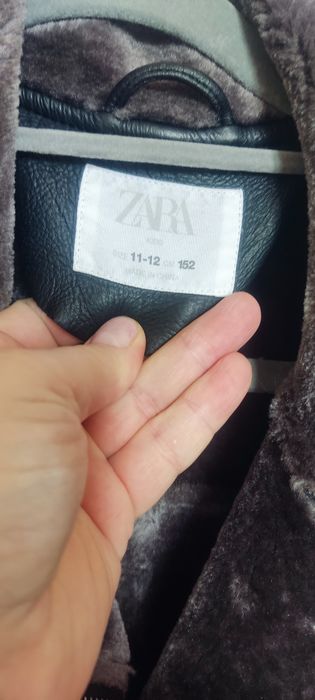 ZARA
KIDS
SIZE 11-12 CM 152
MADE IN CHINA